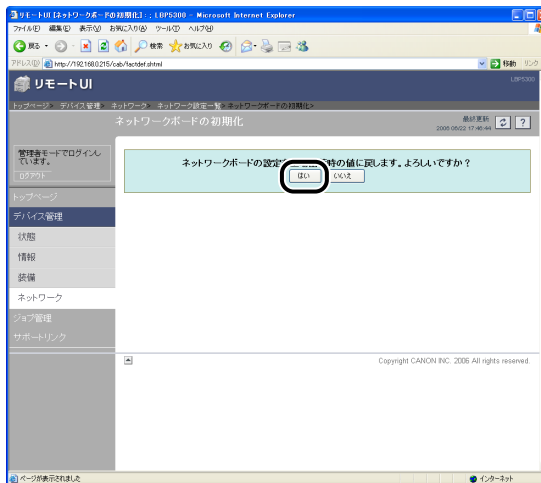 リモートUI [ネットワークボードの初期化] : ; LBP5300 - Microsoft Internet Explorer
ファイル(F) 編集(E) 表示(V) お気に入り(A) ツール(T) ヘルプ(H)
戻る 検索 お気に入り
アドレス(D) http://192.168.0.215/cab/factdef.shtml 移動 リンク
リモートUI LBP5300
トップページ> デバイス管理> ネットワーク> ネットワーク設定一覧> ネットワークボードの初期化>
ネットワークボードの初期化
最終更新
2006 06/22 17:46:44
管理者モードでログインしています。
ログアウト
ネットワークボードの設定 時の値に戻します。よろしいですか？
はい いいえ
トップページ
デバイス管理
状態
情報
装備
ネットワーク
ジョブ管理
サポートリンク
Copyright CANON INC. 2006 All rights reserved.
ページが表示されました インターネット